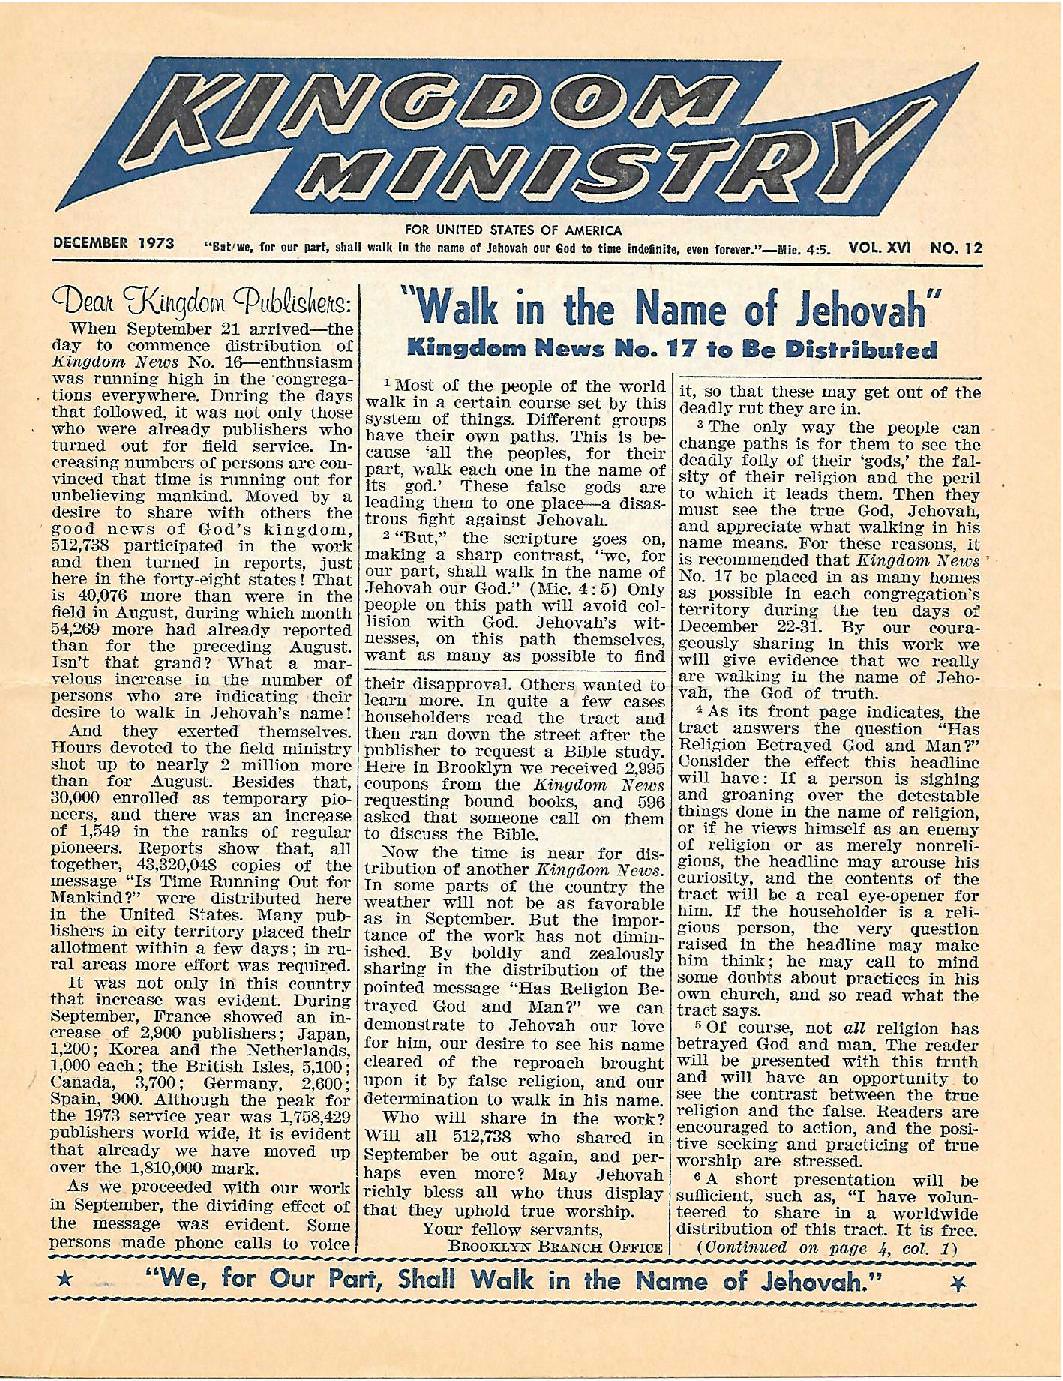 KINGDOM
MINISTRY
FOR UNITED STATES OF AMERICA
DECEMBER 1973 "But we, for our part, shall walk in the name of Jehovah our God to time indefinite, even forever."—Mic. 4:5. VOL. XVI NO. 12
Dear Kingdom Publishers:
When September 21 arrived—the
day to commence distribution of
Kingdom News No. 16—enthusiasm
was running high in the congrega-
tions everywhere. During the days
that followed, it was not only those
who were already publishers who
turned out for field service. In-
creasing numbers of persons are con-
vinced that time is running out for
unbelieving mankind. Moved by a
desire to share with others the
good news of God's kingdom,
512,738 participated in the work
and then turned in reports, just
here in the forty-eight states! That
is 40,076 more than were in the
field in August, during which month
54,269 more had already reported
than for the preceding August.
Isn't that grand? What a mar-
velous increase in the number of
persons who are indicating their
desire to walk in Jehovah's name!
And they exerted themselves.
Hours devoted to the field ministry
shot up to nearly 2 million more
than for August. Besides that,
30,000 enrolled as temporary pio-
neers, and there was an increase
of 1,549 in the ranks of regular
pioneers. Reports show that, all
together, 43,320,048 copies of the
message "Is Time Running Out for
Mankind?" were distributed here
in the United States. Many pub-
lishers in city territory placed their
allotment within a few days; in ru-
ral areas more effort was required.
It was not only in this country
that increase was evident. During
September, France showed an in-
crease of 2,900 publishers; Japan,
1,200; Korea and the Netherlands,
1,000 each; the British Isles, 5,100;
Canada, 3,700; Germany, 2,600;
Spain, 900. Although the peak for
the 1973 service year was 1,758,429
publishers world wide, it is evident
that already we have moved up
over the 1,810,000 mark.
As we proceeded with our work
in September, the dividing effect of
the message was evident. Some
persons made phone calls to voice
"Walk in the Name of Jehovah"
Kingdom News No. 17 to Be Distributed
1 Most of the people of the world
walk in a certain course set by this
system of things. Different groups
have their own paths. This is be-
cause 'all the peoples, for their
part, walk each one in the name of
its god.' These false gods are
leading them to one place—a disas-
trous fight against Jehovah.
2 "But," the scripture goes on,
making a sharp contrast, "we, for
our part, shall walk in the name of
Jehovah our God." (Mic. 4:5) Only
people on this path will avoid col-
lision with God. Jehovah's wit-
nesses, on this path themselves,
want as many as possible to find
their disapproval. Others wanted to
learn more. In quite a few cases
householders read the tract and
then ran down the street after the
publisher to request a Bible study.
Here in Brooklyn we received 2,995
coupons from the Kingdom News
requesting bound books, and 596
asked that someone call on them
to discuss the Bible.
Now the time is near for dis-
tribution of another Kingdom News.
In some parts of the country the
weather will not be as favorable
as in September. But the impor-
tance of the work has not dimin-
ished. By boldly and zealously
sharing in the distribution of the
pointed message "Has Religion Be-
trayed God and Man?" we can
demonstrate to Jehovah our love
for him, our desire to see his name
cleared of the reproach brought
upon it by false religion, and our
determination to walk in his name.
Who will share in the work?
Will all 512,738 who shared in
September be out again, and per-
haps even more? May Jehovah
richly bless all who thus display
that they uphold true worship.
Your fellow servants,
BROOKLYN BRANCH OFFICE
it, so that these may get out of the
deadly rut they are in.
3 The only way the people can
change paths is for them to see the
deadly folly of their 'gods,' the fal-
sity of their religion and the peril
to which it leads them. Then they
must see the true God, Jehovah,
and appreciate what walking in his
name means. For these reasons, it
is recommended that Kingdom News
No. 17 be placed in as many homes
as possible in each congregation's
territory during the ten days of
December 22-31. By our coura-
geously sharing in this work we
will give evidence that we really
are walking in the name of Jeho-
vah, the God of truth.
4 As its front page indicates, the
tract answers the question "Has
Religion Betrayed God and Man?"
Consider the effect this headline
will have: If a person is sighing
and groaning over the detestable
things done in the name of religion,
or if he views himself as an enemy
of religion or as merely nonreli-
gious, the headline may arouse his
curiosity, and the contents of the
tract will be a real eye-opener for
him. If the householder is a reli-
gious person, the very question
raised in the headline may make
him think; he may call to mind
some doubts about practices in his
own church, and so read what the
tract says.
5 Of course, not all religion has
betrayed God and man. The reader
will be presented with this truth
and will have an opportunity to
see the contrast between the true
religion and the false. Readers are
encouraged to action, and the posi-
tive seeking and practicing of true
worship are stressed.
6 A short presentation will be
sufficient, such as, "I have volun-
teered to share in a worldwide
distribution of this tract. It is free.
(Continued on page 4, col. 1)
"We, for Our Part, Shall Walk in the Name of Jehovah."